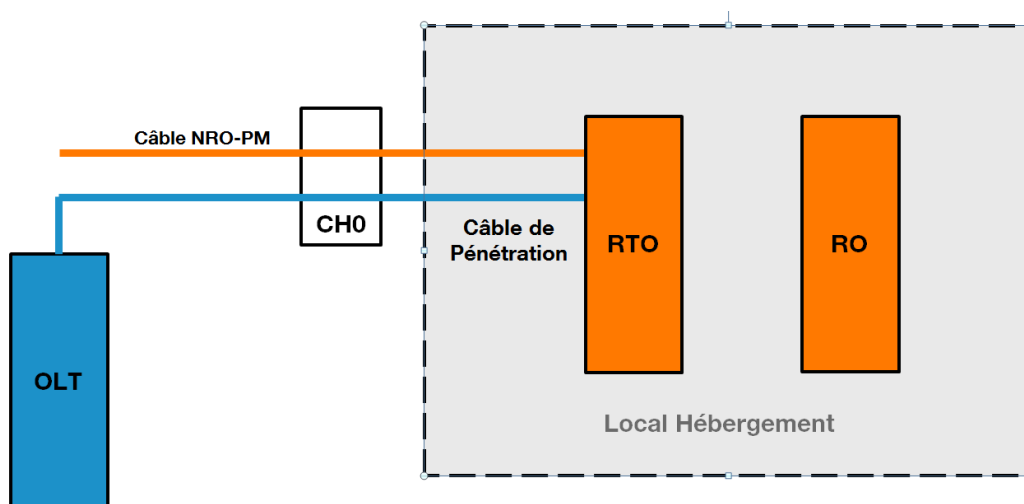 Câble NRO-PM
CH0
Câble de
Pénétration
RTO
RO
OLT
Local Hébergement